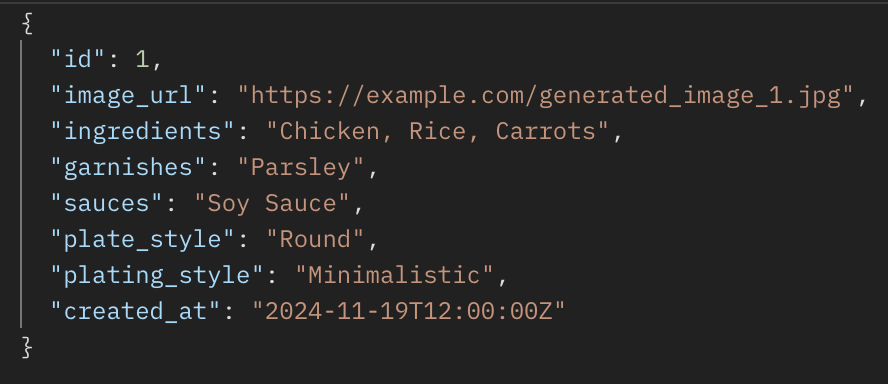 {
"id": 1,
"image_url": "https://example.com/generated_image_1.jpg",
"ingredients": "Chicken, Rice, Carrots",
"garnishes": "Parsley",
"sauces": "Soy Sauce",
"plate_style": "Round",
"plating_style": "Minimalistic",
"created_at": "2024-11-19T12:00:00Z"
}